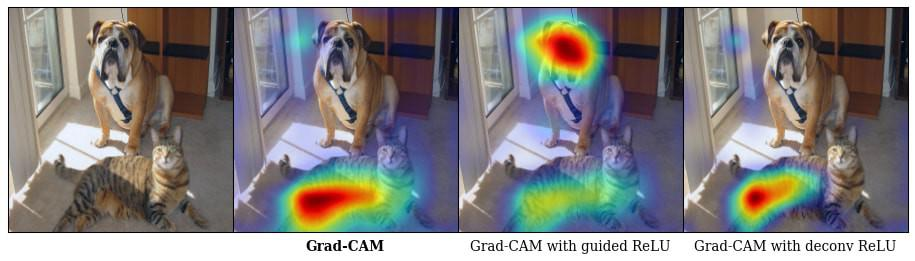 Grad-CAM
Grad-CAM with guided ReLU
Grad-CAM with deconv ReLU